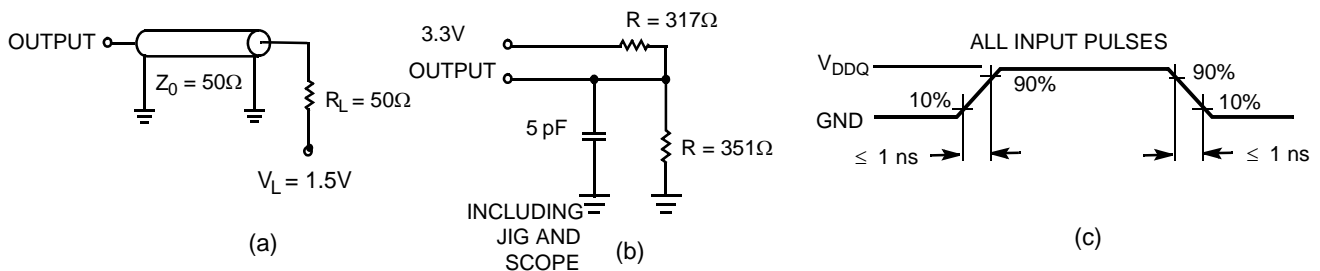 OUTPUT
Z0 = 50Ω
RL = 50Ω
VL = 1.5V
(a)
R = 317Ω
3.3V
OUTPUT
5 pF
R = 351Ω
INCLUDING
JIG AND
SCOPE
(b)
ALL INPUT PULSES
VDDQ
GND
10%
90%
90%
10%
≤ 1 ns
≤ 1 ns
(c)